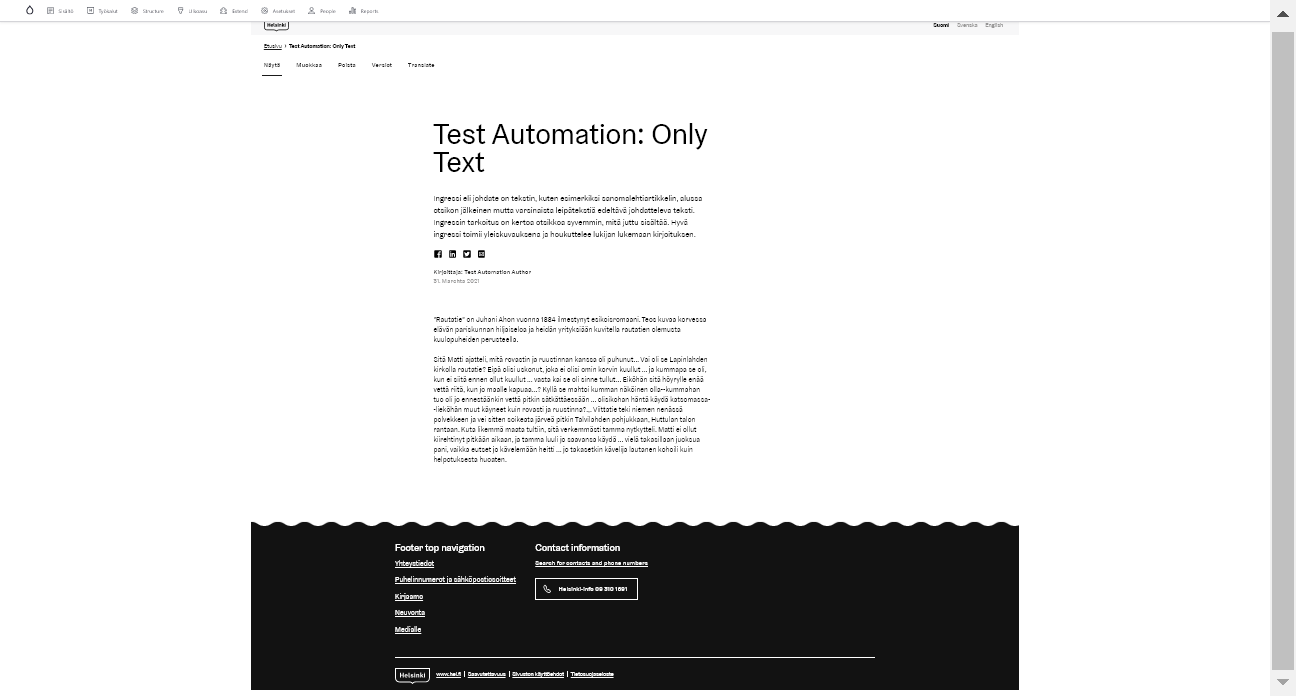 Sisältö Työkalut Structure Ulkoasu Extend Asetukset People Reports
Helsinki Suomi Svenska English
Etusivu › Test Automation: Only Text
Näytä Muokkaa Poista Versiot Translate
Test Automation: Only
Text
Ingressi eli johdate on tekstin, kuten esimerkiksi sanomalehtiartikkelin, alussa
otsikon jälkeinen mutta varsinaista leipätekstiä edeltävä johdatteleva teksti.
Ingressin tarkoitus on kertoa otsikkoa syvemmin, mitä juttu sisältää. Hyvä
ingressi toimii yleiskuvauksena ja houkuttelee lukijan lukemaan kirjoituksen.
Kirjoittaja: Test Automation Author
31. Marahta 2021
"Rautatie" on Juhani Ahon vuonna 1884 ilmestynyt esikoisromaani. Teos kuvaa korvessa
elävän pariskunnan hiljaiseloa ja heidän yrityksiään kuvitella rautatien olemusta
kuulopuheiden perusteella.
Sitä Matti ajatteli, mitä rovastin ja ruustinnan kanssa oli puhunut... Vai oli se Lapinlahden
kirkolla rautatie? Eipä olisi uskonut, joka ei olisi omin korvin kuullut ... ja kummapa se oli,
kun ei siitä ennen ollut kuullut ... vasta kai se oli sinne tullut... Eiköhän sitä höyrylle enää
vettä riitä, kun jo maalle kapuaa...? Kyllä se mahtoi kumman näköinen olla--kummahan
tuo oli jo ennestäänkin vettä pitkin sätkättäessään ... olisikohan häntä käydä katsomassa-
-lieköhän muut käyneet kuin rovasti ja ruustinna?... Viittatie teki niemen nenässä
polvekkeen ja vei sitten soikeata järveä pitkin Talvilahden pohjukkaan, Huttulan talon
rantaan. Kuta likemmä maata tultiin, sitä verkemmästi tamma nytkytteli. Matti ei ollut
kiirehtinyt pitkään aikaan, ja tamma luuli jo saavansa käydä ... vielä takasillaan juoksua
pani, vaikka eutset jo kävelemään heitti ... jo takasetkin kävelijä lautanen koholi kuin
helpotuksesta huoaten.
Footer top navigation Contact information
Yhteystiedot Search for contacts and phone numbers
Puhelinnumerot ja sähköpostiosoitteet
Helsinki-info 09 310 1691
Kirjaamo
Neuvonta
Medialle
Helsinki www.hel.fi Saavutettavuus Sivuston käyttöehdot Tietosuojaseloste